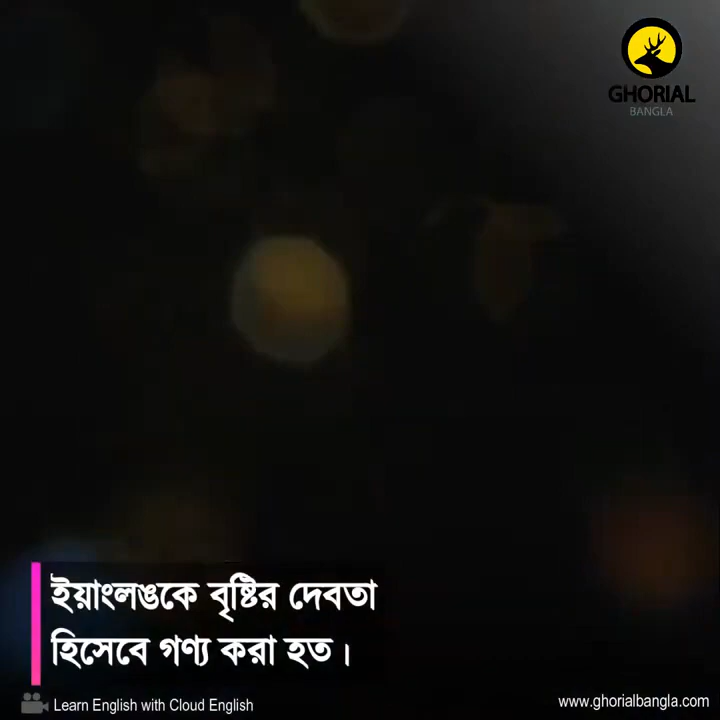 GHORIAL
BANGLA
ইয়াংলঙকে বৃষ্টির দেবতা
হিসেবে গণ্য করা হত।
Learn English with Cloud English
www.ghorialbangla.com